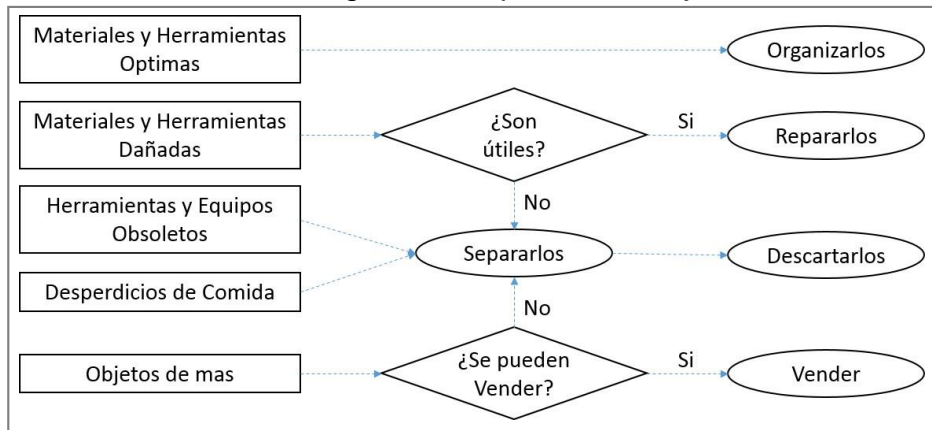 Materiales y Herramientas
Optimas
Organizarlos
Materiales y Herramientas
Dañadas
¿Son
útiles?
Si
Repararlos
No
Herramientas y Equipos
Obsoletos
Separarlos
Descartarlos
Desperdicios de Comida
No
Objetos de mas
¿Se pueden
Vender?
Si
Vender